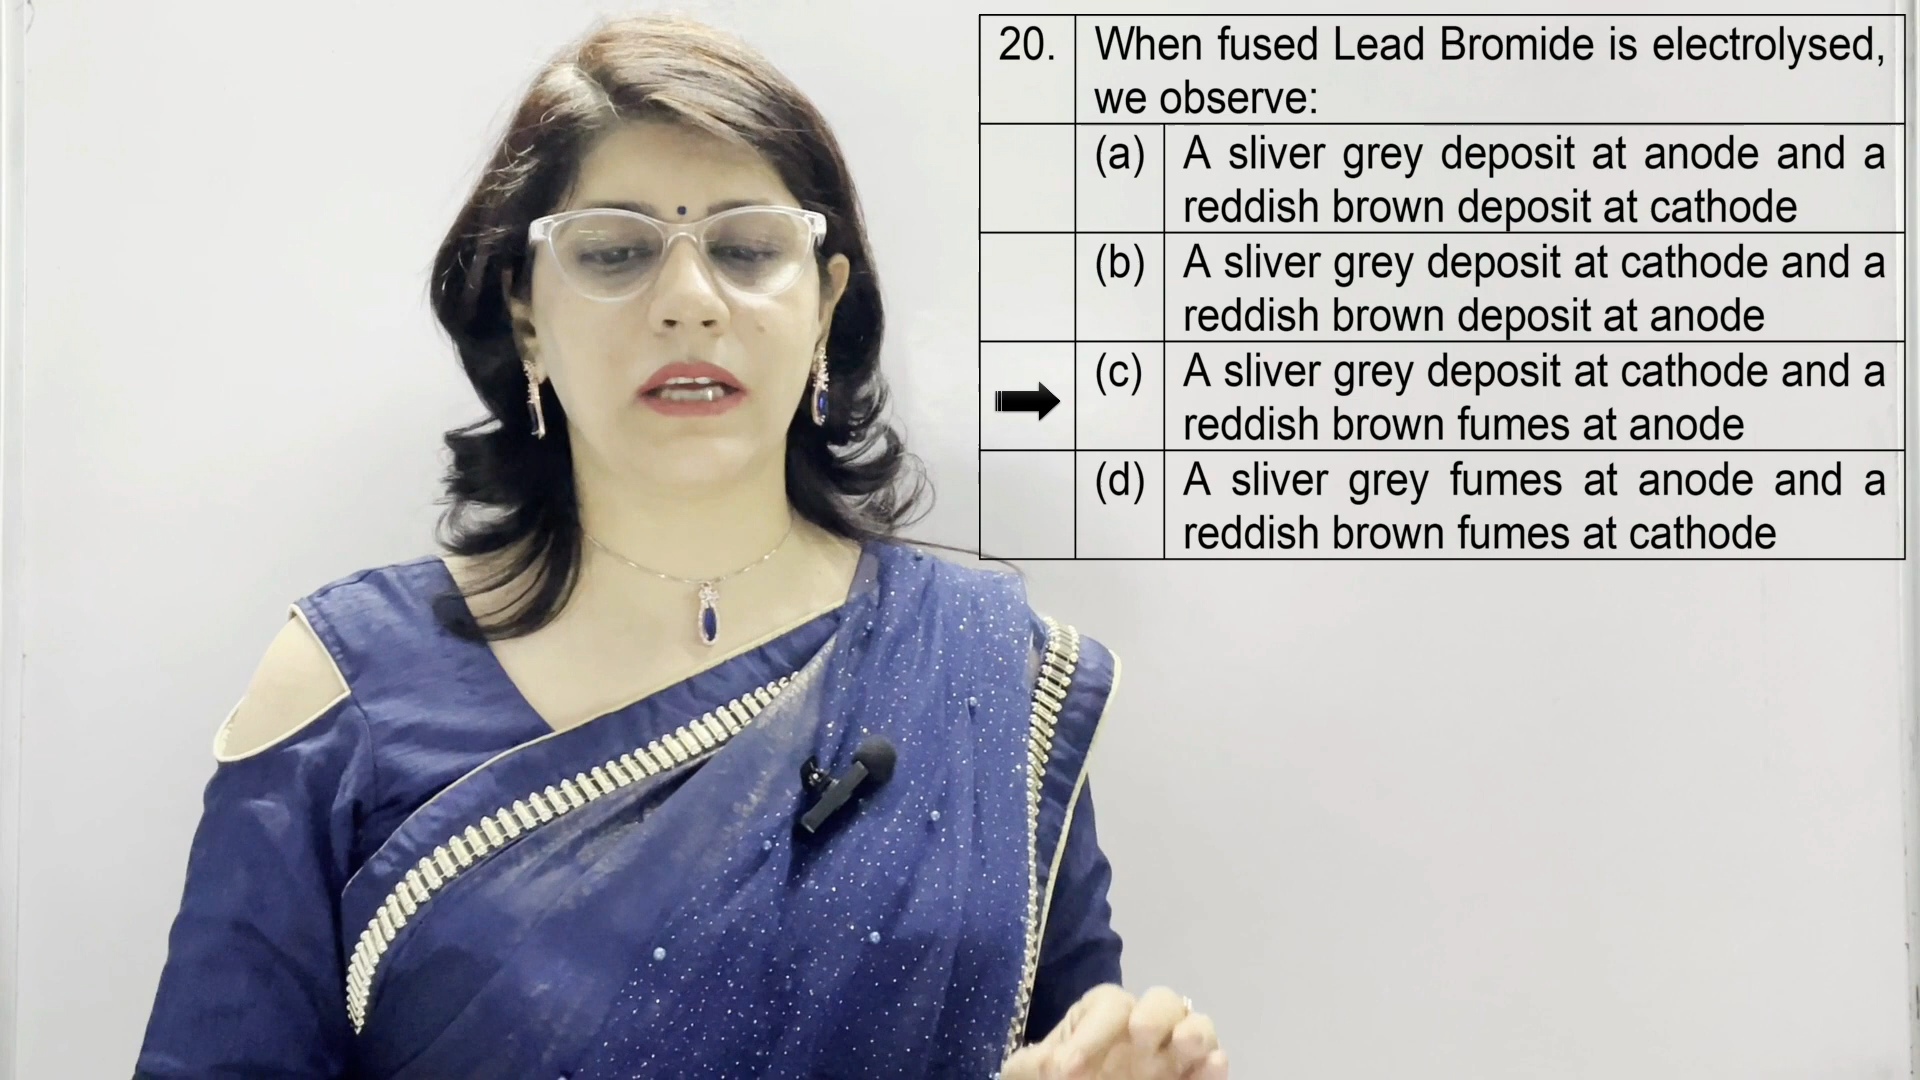 20. When fused Lead Bromide is electrolysed,
we observe:
(a) A sliver grey deposit at anode and a
reddish brown deposit at cathode
(b) A sliver grey deposit at cathode and a
reddish brown deposit at anode
(c) A sliver grey deposit at cathode and a
reddish brown fumes at anode
(d) A sliver grey fumes at anode and a
reddish brown fumes at cathode